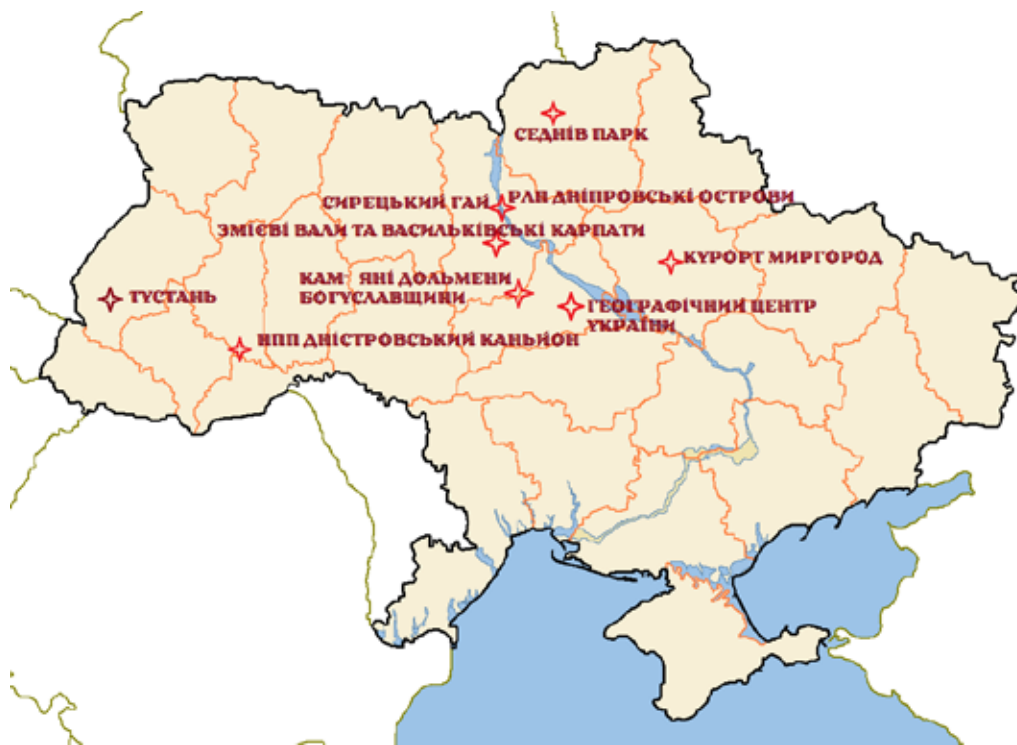 СЕДНІВ ПАРК
СИРЕЦЬКИЙ ГАЙ
РЛП ДНІПРОВСЬКІ ОСТРОВИ
ЗМІЄВІ ВАЛИ ТА ВАСИЛЬКІВСЬКІ КАРПАТИ
КУРОРТ МИРГОРОД
КАМ ЯНІ ДОЛЬМЕНИ
БОГУСЛАВЩИНИ
ТУСТАНЬ
ГЕОГРАФІЧНИЙ ЦЕНТР
УКРАЇНИ
НПП ДНІСТРОВСЬКИЙ КАНЬЙОН